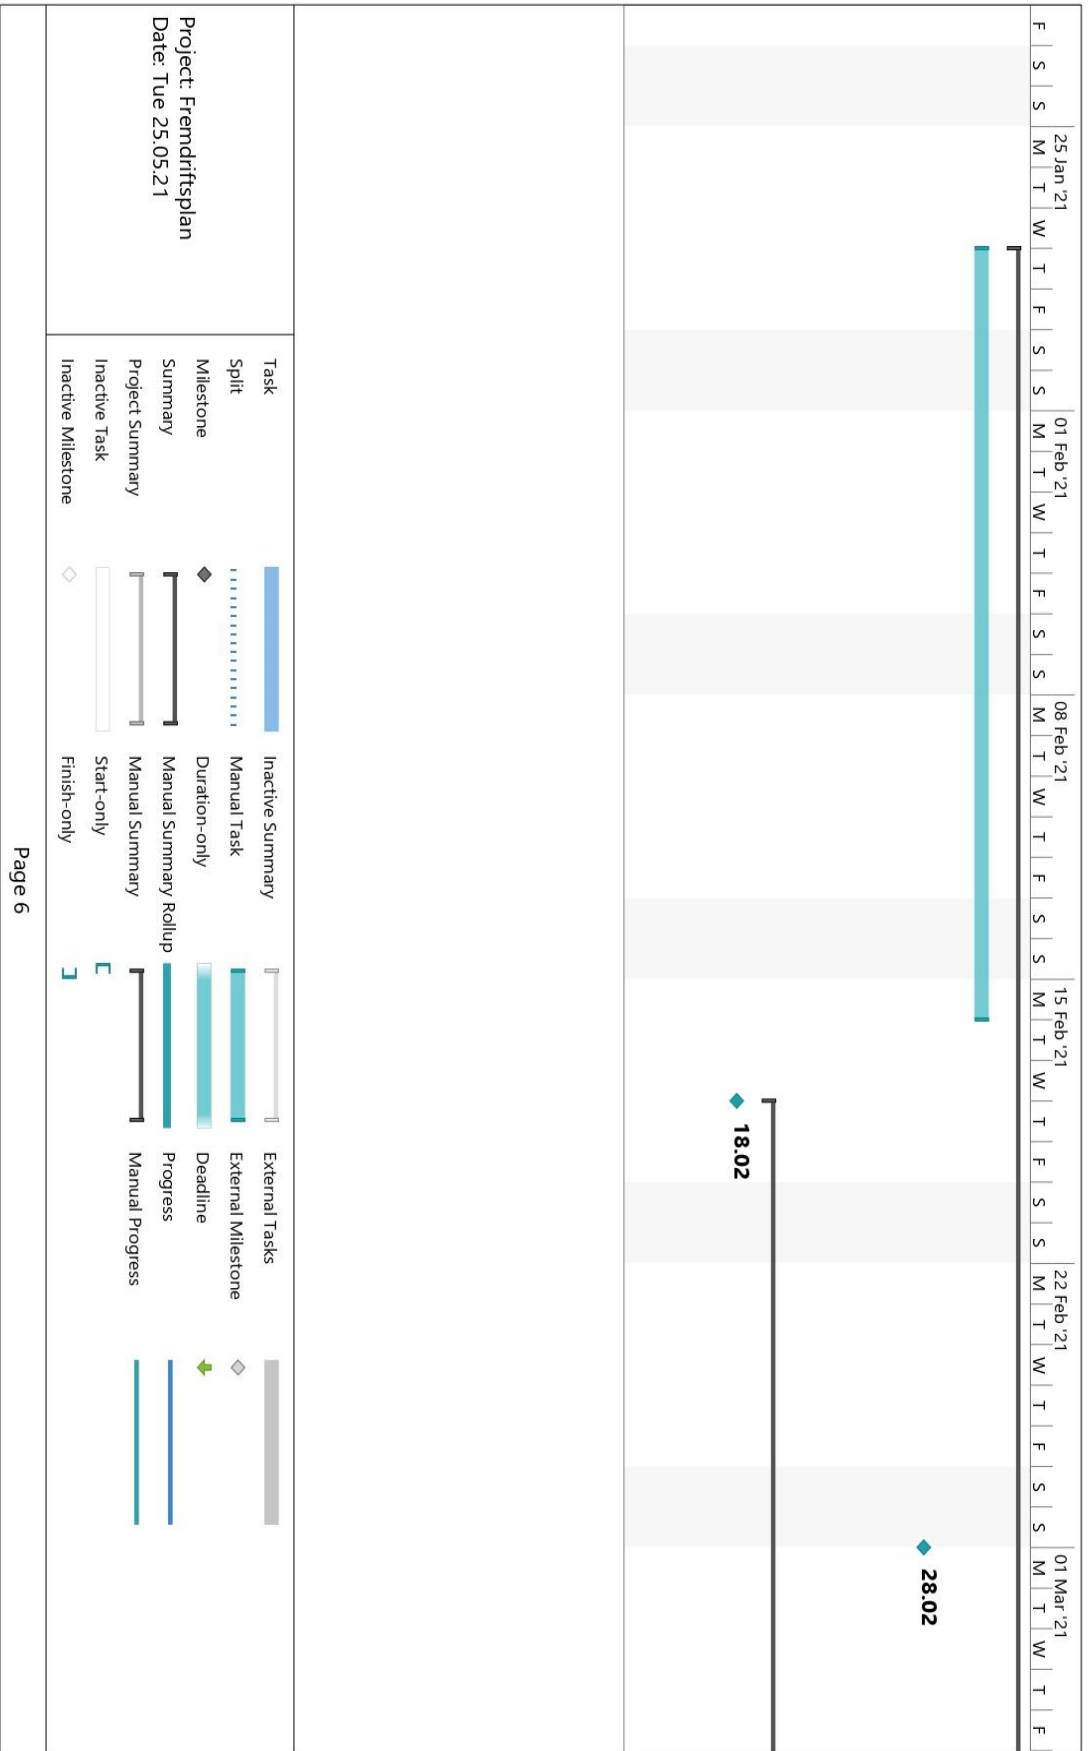 25 Jan '21 01 Feb '21 08 Feb '21 15 Feb '21 22 Feb '21 01 Mar '21
F S S M T W T F S S M T W T F S S M T W T F S S M T W T F S S M T W T F S S M T W T F
28.02
18.02
Project: Fremdriftsplan
Date: Tue 25.05.21
Task Inactive Summary External Tasks
Split Manual Task External Milestone
Milestone Duration-only Deadline
Summary Manual Summary Rollup Progress
Project Summary Manual Summary Manual Progress
Inactive Task Start-only
Inactive Milestone Finish-only
Page 6